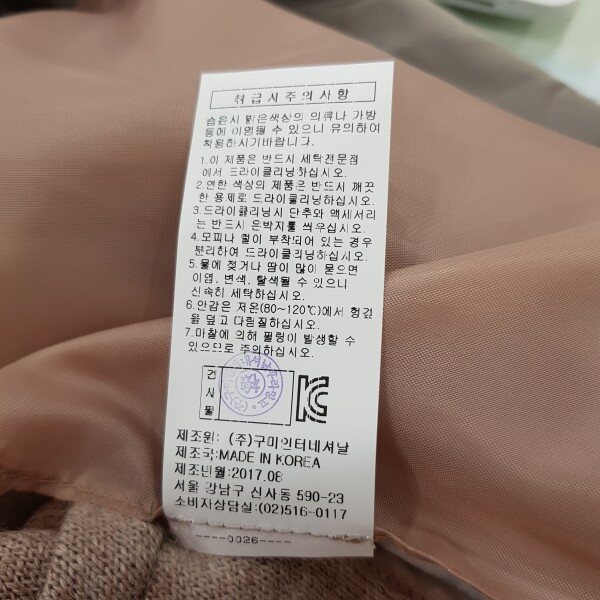 취급시주의사항
습윤시 밝은색상의 의류나 가방
등에 이염될 수 있으니 유의하여
착용하시기바랍니다.
1.이 제품은 반드시 세탁전문점
에서 드라이클리닝하십시오.
2.연한 색상의 제품은 반드시 깨끗
한 용제로 드라이클리닝하십시오.
3.드라이클리닝시 단추와 액세서리
는 반드시 은박지를 씌우십시오.
4.모피나 털이 부착되어 있는 경우
분리하여 드라이클리닝하십시오.
5.물에 젖거나 땀이 많이 묻으면
이염, 변색, 탈색될 수 있으니
신속히 세탁하십시오.
6.안감은 저온(80~120℃)에서 헝겊
을 덮고 다림질하십시오.
7.마찰에 의해 필링이 발생할 수
있으므로 주의하십시오.
검
사
필
제조원: (주)구미인터네셔날
제조국:MADE IN KOREA
제조년월:2017.08
서울 강남구 신사동 590-23
소비자상담실:(02)516-0117
----0026----